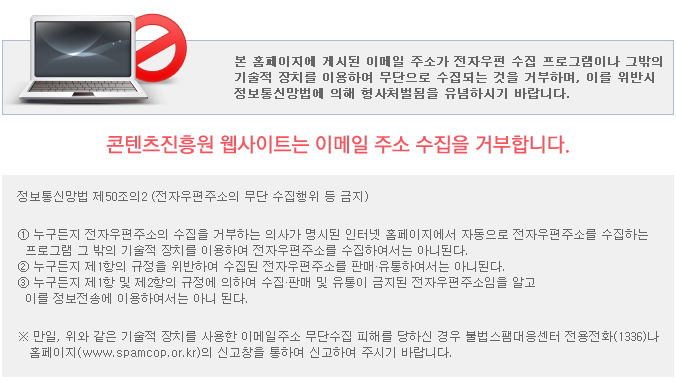 본 홈페이지에 게시된 이메일 주소가 전자우편 수집 프로그램이나 그밖의
기술적 장치를 이용하여 무단으로 수집되는 것을 거부하며, 이를 위반시
정보통신망법에 의해 형사처벌됨을 유념하시기 바랍니다.
콘텐츠진흥원 웹사이트는 이메일 주소 수집을 거부합니다.
정보통신망법 제50조의2 (전자우편주소의 무단 수집행위 등 금지)
① 누구든지 전자우편주소의 수집을 거부하는 의사가 명시된 인터넷 홈페이지에서 자동으로 전자우편주소를 수집하는
프로그램 그 밖의 기술적 장치를 이용하여 전자우편주소를 수집하여서는 아니된다.
② 누구든지 제1항의 규정을 위반하여 수집된 전자우편주소를 판매·유통하여서는 아니된다.
③ 누구든지 제1항 및 제2항의 규정에 의하여 수집·판매 및 유통이 금지된 전자우편주소임을 알고
이를 정보전송에 이용하여서는 아니 된다.
※ 만일, 위와 같은 기술적 장치를 사용한 이메일주소 무단수집 피해를 당하신 경우 불법스팸대응센터 전용전화(1336)나
홈페이지(www.spamcop.or.kr)의 신고창을 통하여 신고하여 주시기 바랍니다.